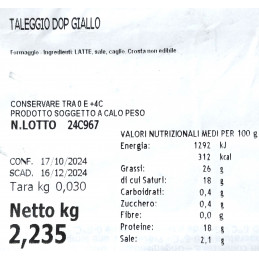 TALEGGIO DOP GIALLO
Formaggio - Ingredienti: LATTE, sale, caglio. Crosta non edibile
CONSERVARE TRA 0 E +4C
PRODOTTO SOGGETTO A CALO PESO
N.LOTTO 24C967
VALORI NUTRIZIONALI MEDI PER 100 g
Energia: 1292 kJ
312 kcal
CONF. 17/10/2024
SCAD. 16/12/2024
Tara kg 0,030
Netto kg
2,235
Grassi: 26 g
di cui Saturi: 18 g
Carboidrati: 0,4 g
Zucchero: 0,4 g
Fibre: 0,0 g
Proteine: 18 g
Sale: 2,1 g